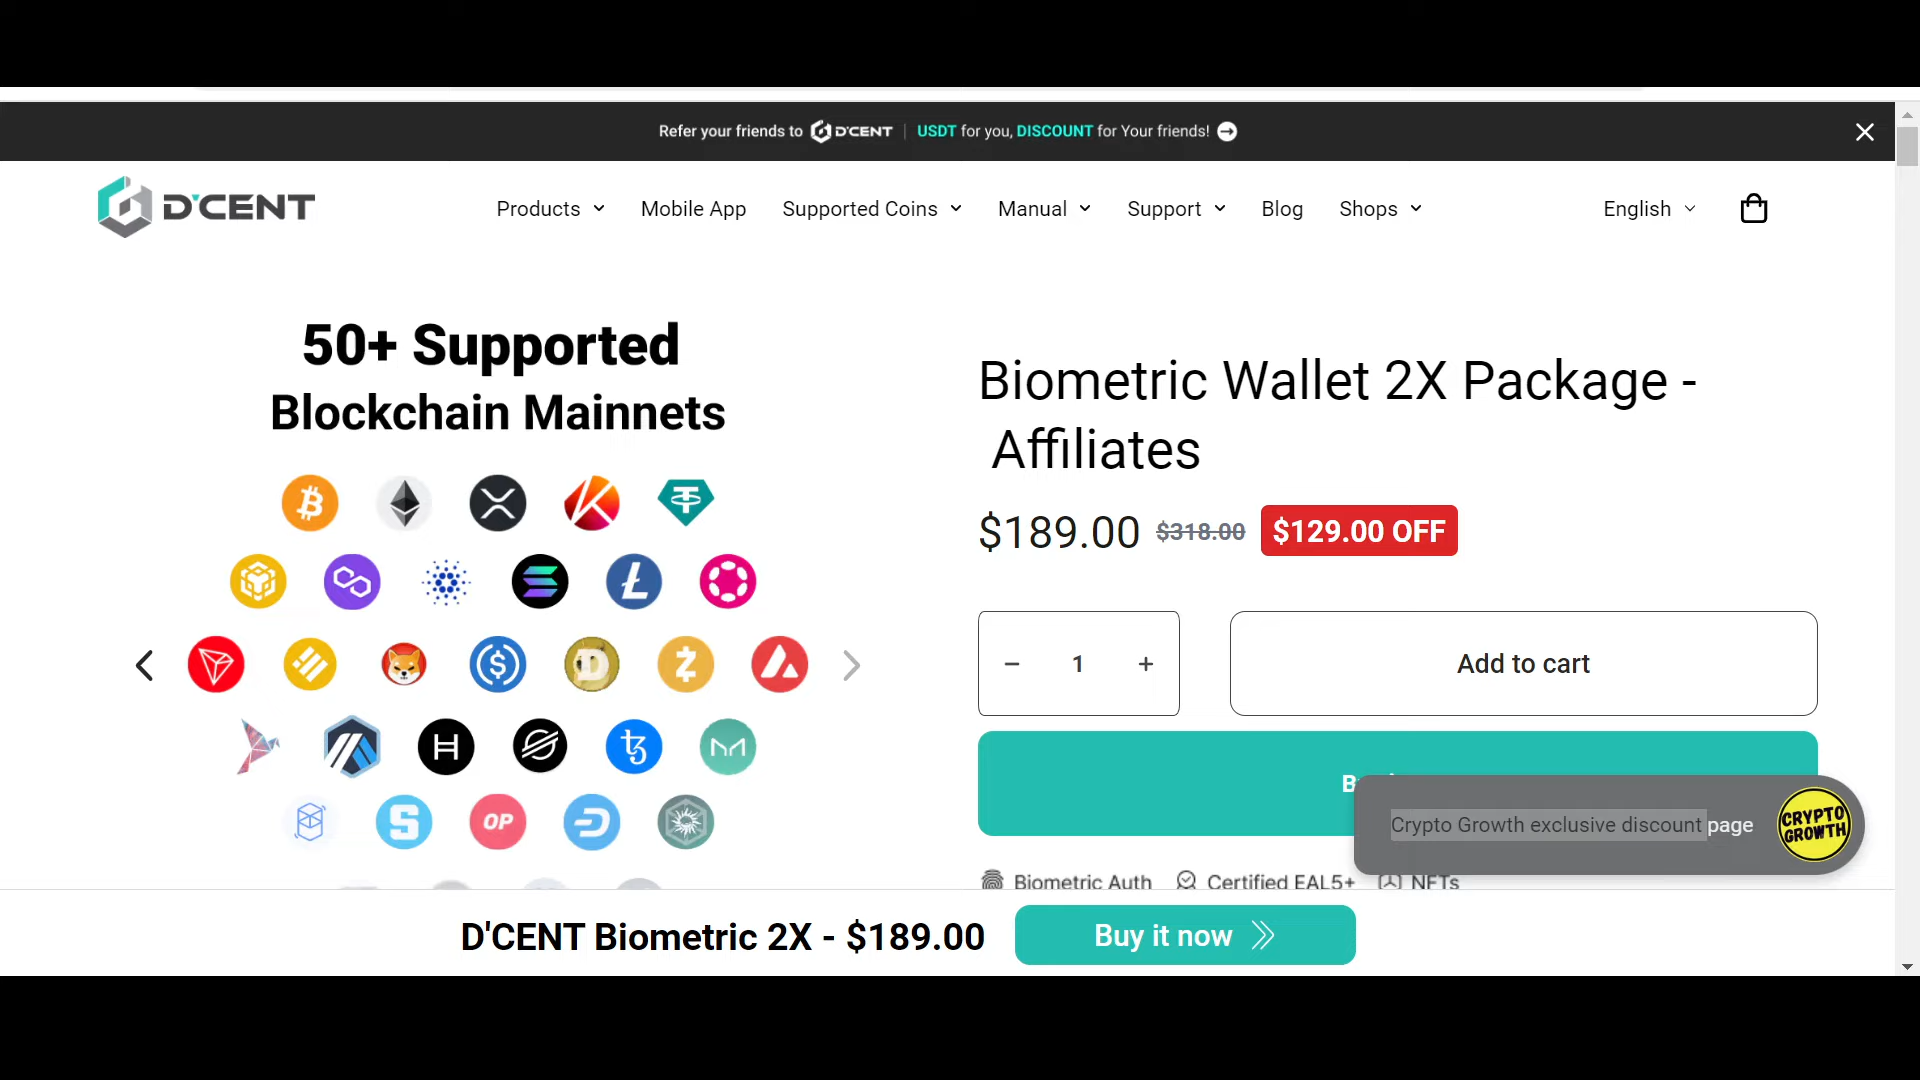 Refer your friends to D'CENT | USDT for you, DISCOUNT for Your friends!
D'CENT
Products Mobile App Supported Coins Manual Support Blog Shops English
50+ Supported
Blockchain Mainnets
Biometric Wallet 2X Package -
Affiliates
$189.00 $318.00 $129.00 OFF
− 1 + Add to cart
OP
Crypto Growth exclusive discount page
CRYPTO
GROWTH
Biometric Auth Certified EAL5+ NFTs
D'CENT Biometric 2X - $189.00 Buy it now